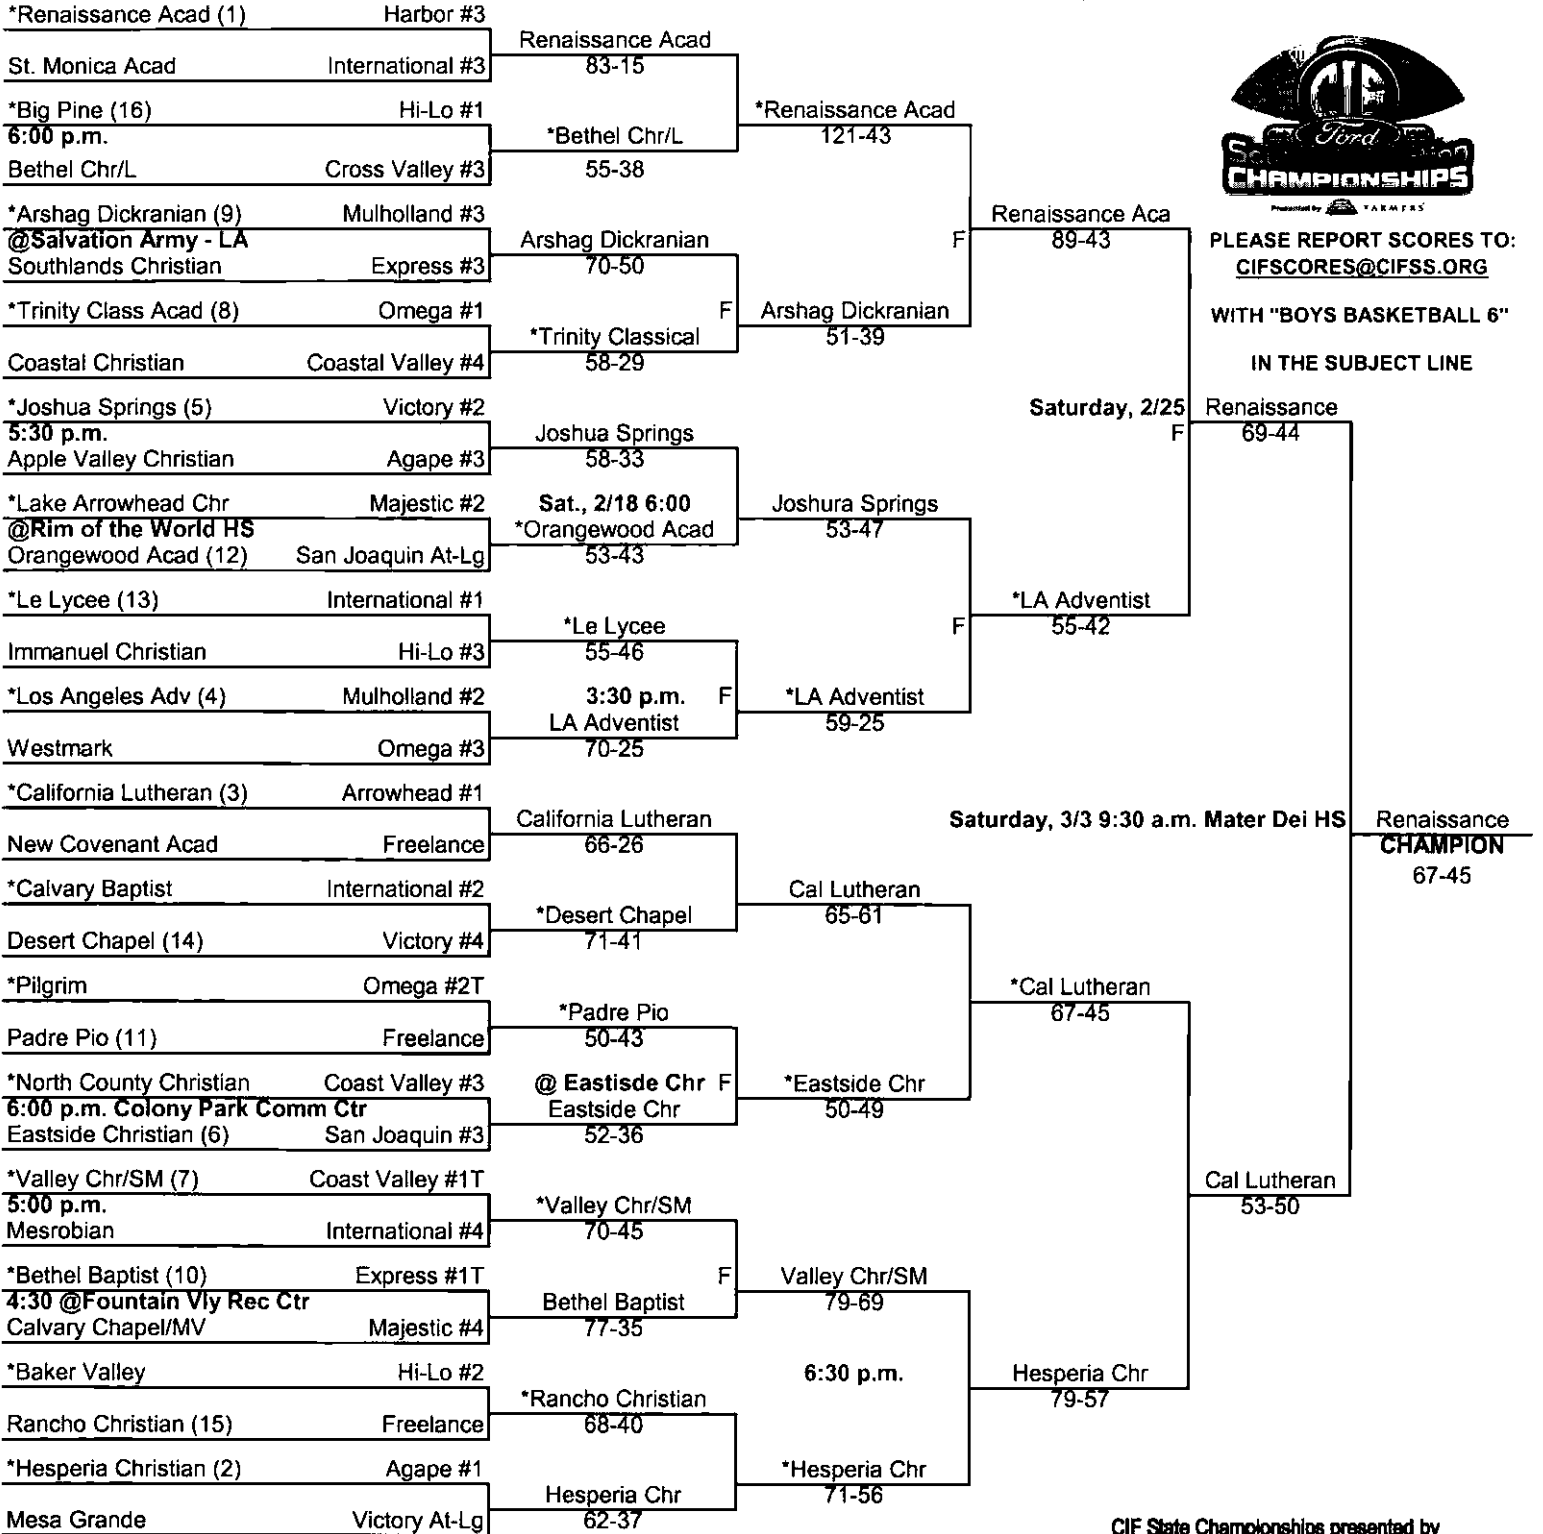 *Renaissance Acad (1) Harbor #3
St. Monica Acad International #3
*Big Pine (16) Hi-Lo #1
6:00 p.m.
Bethel Chr/L Cross Valley #3
*Arshag Dickranian (9) Mulholland #3
@Salvation Army - LA
Southlands Christian Express #3
*Trinity Class Acad (8) Omega #1
Coastal Christian Coastal Valley #4
*Joshua Springs (5) Victory #2
5:30 p.m.
Apple Valley Christian Agape #3
*Lake Arrowhead Chr Majestic #2
@Rim of the World HS
Orangewood Acad (12) San Joaquin At-Lg
*Le Lycee (13) International #1
Immanuel Christian Hi-Lo #3
*Los Angeles Adv (4) Mulholland #2
Westmark Omega #3
*California Lutheran (3) Arrowhead #1
New Covenant Acad Freelance
*Calvary Baptist International #2
Desert Chapel (14) Victory #4
*Pilgrim Omega #2T
Padre Pio (11) Freelance
*North County Christian Coast Valley #3
6:00 p.m. Colony Park Comm Ctr
Eastside Christian (6) San Joaquin #3
*Valley Chr/SM (7) Coast Valley #1T
5:00 p.m.
Mesrobian International #4
*Bethel Baptist (10) Express #1T
4:30 @Fountain Vly Rec Ctr
Calvary Chapel/MV Majestic #4
*Baker Valley Hi-Lo #2
Rancho Christian (15) Freelance
*Hesperia Christian (2) Agape #1
Mesa Grande Victory At-Lg
Renaissance Acad
83-15
*Bethel Chr/L
55-38
Arshag Dickranian
70-50
F
*Trinity Classical
58-29
Joshua Springs
58-33
Sat., 2/18 6:00
*Orangewood Acad
53-43
*Le Lycee
55-46
3:30 p.m. F
LA Adventist
70-25
California Lutheran
66-26
*Desert Chapel
71-41
*Padre Pio
50-43
@ Eastisde Chr F
Eastside Chr
52-36
*Valley Chr/SM
70-45
F
Bethel Baptist
77-35
*Rancho Christian
68-40
Hesperia Chr
62-37
*Renaissance Acad
121-43
F
Arshag Dickranian
51-39
Joshura Springs
53-47
F
*LA Adventist
59-25
Cal Lutheran
65-61
*Eastside Chr
50-49
Valley Chr/SM
79-69
6:30 p.m.
*Hesperia Chr
71-56
Renaissance Aca
89-43
Saturday, 2/25
F
*LA Adventist
55-42
*Cal Lutheran
67-45
Hesperia Chr
79-57
Renaissance
69-44
Saturday, 3/3 9:30 a.m. Mater Dei HS
Cal Lutheran
53-50
Renaissance
CHAMPION
67-45
CIF
Ford
CHAMPIONSHIPS
Presented by FARMERS
PLEASE REPORT SCORES TO:
CIFSCORES@CIFSS.ORG
WITH "BOYS BASKETBALL 6"
IN THE SUBJECT LINE
CIF State Championships presented by